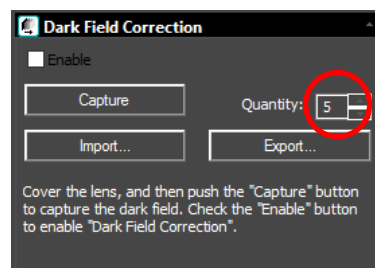 Dark Field Correction
Enable
Capture Quantity: 5
Import... Export...
Cover the lens, and then push the "Capture" button
to capture the dark field. Check the "Enable" button
to enable "Dark Field Correction".